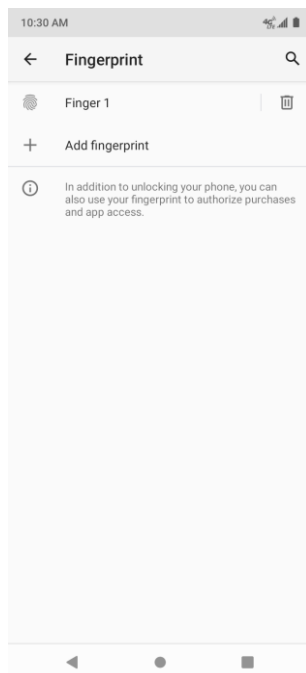 10:30 AM
Fingerprint
Finger 1
Add fingerprint
In addition to unlocking your phone, you can
also use your fingerprint to authorize purchases
and app access.